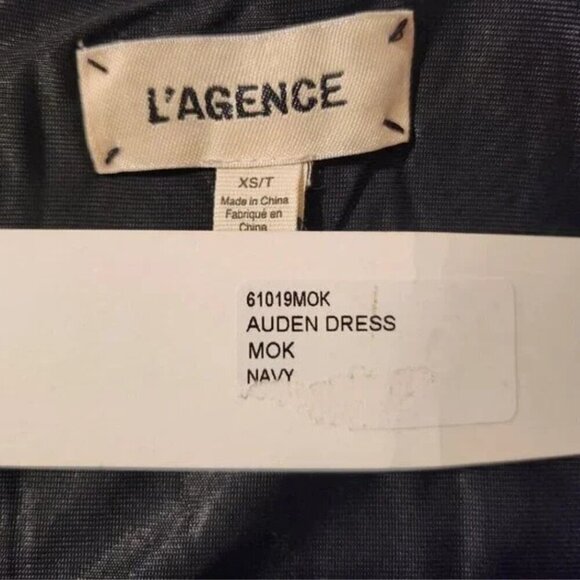 L'AGENCE
XS/T
Made in China
Fabriqué en
China
61019MOK
AUDEN DRESS
MOK
NAVY